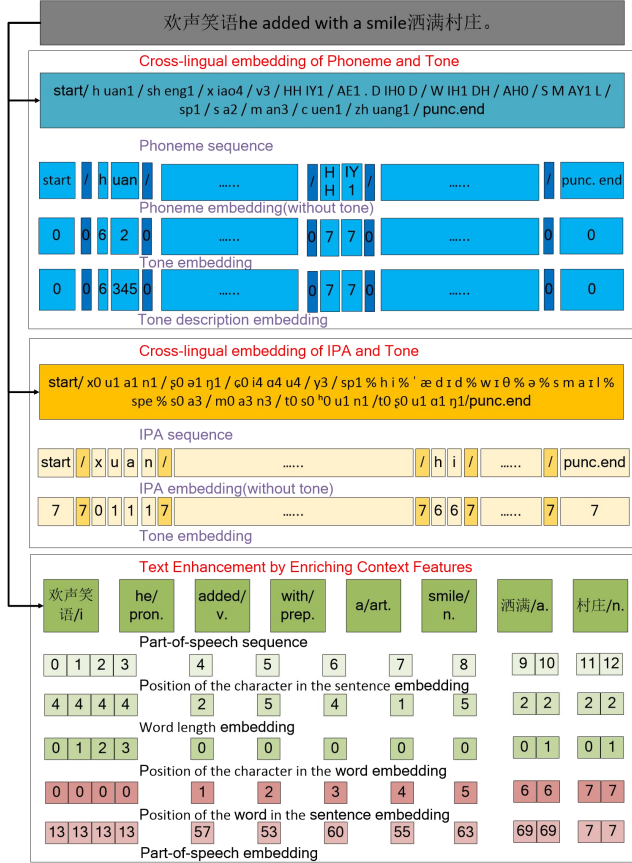 欢声笑语he added with a smile洒满村庄。
Cross-lingual embedding of Phoneme and Tone
start/ h uan1 / sh eng1 / x iao4 / v3 / HH IY1 / AE1 . D IH0 D / W IH1 DH / AH0 / S M AY1 L /
sp1 / s a2 / m an3 / c uen1 / zh uang1 / punc.end
Phoneme sequence
start / h uan / …... / HH IY1 / …... / punc. end
Phoneme embedding(without tone)
0 0 6 2 0 …... 0 7 7 0 …... 0 0
Tone embedding
0 0 6 345 0 …... 0 7 7 0 …... 0 0
Tone description embedding
Cross-lingual embedding of IPA and Tone
start/ x0 u1 a1 n1 / ʂ0 ə1 ŋ1 / ɕ0 i4 ɑ4 u4 / y3 / sp1 % h i % ˈ æ d ɪ d % w ɪ θ % ə % s m a ɪ l %
spe % s0 a3 / m0 a3 n3 / t0 s0 ʰ0 u1 n1 /t0 ʂ0 u1 ɑ1 ŋ1/punc.end
IPA sequence
start / x u a n / …... / h i / …... / punc.end
IPA embedding(without tone)
7 7 0 1 1 1 7 …... 7 6 6 7 …... 7 7
Tone embedding
Text Enhancement by Enriching Context Features
欢声笑语/i he/pron. added/v. with/prep. a/art. smile/n. 洒满/a. 村庄/n.
Part-of-speech sequence
0 1 2 3 4 5 6 7 8 9 10 11 12
Position of the character in the sentence embedding
4 4 4 4 2 5 4 1 5 2 2 2 2
Word length embedding
0 1 2 3 0 0 0 0 0 0 1 0 1
Position of the character in the word embedding
0 0 0 0 1 2 3 4 5 6 6 7 7
Position of the word in the sentence embedding
13 13 13 13 57 53 60 55 63 69 69 7 7
Part-of-speech embedding